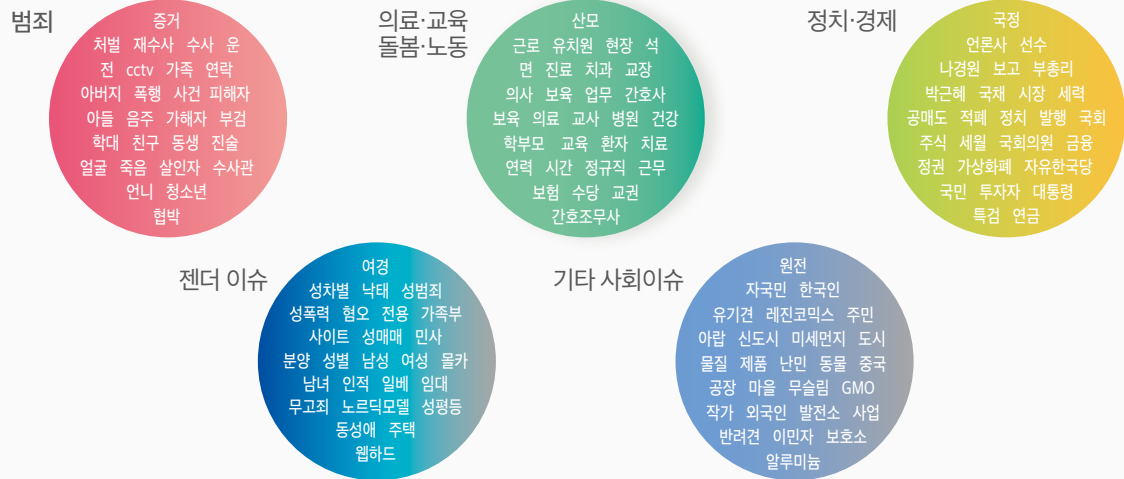 범죄
증거
처벌 재수사 수사 운
전 cctv 가족 연락
아버지 폭행 사건 피해자
아들 음주 가해자 부검
학대 친구 동생 진술
얼굴 죽음 살인자 수사관
언니 청소년
협박
의료·교육
돌봄·노동
산모
근로 유치원 현장 석
면 진료 치과 교장
의사 보육 업무 간호사
보육 의료 교사 병원 건강
학부모 교육 환자 치료
연력 시간 정규직 근무
보험 수당 교권
간호조무사
정치·경제
국정
언론사 선수
나경원 보고 부총리
박근혜 국채 시장 세력
공매도 적폐 정치 발행 국회
주식 세월 국회의원 금융
정권 가상화폐 자유한국당
국민 투자자 대통령
특검 연금
젠더 이슈
여경
성차별 낙태 성범죄
성폭력 혐오 전용 가족부
사이트 성매매 민사
분양 성별 남성 여성 몰카
남녀 인적 일베 임대
무고죄 노르딕모델 성평등
동성애 주택
웹하드
기타 사회이슈
원전
자국민 한국인
유기견 레진코믹스 주민
아랍 신도시 미세먼지 도시
물질 제품 난민 동물 중국
공장 마을 무슬림 GMO
작가 외국인 발전소 사업
반려견 이민자 보호소
알루미늄